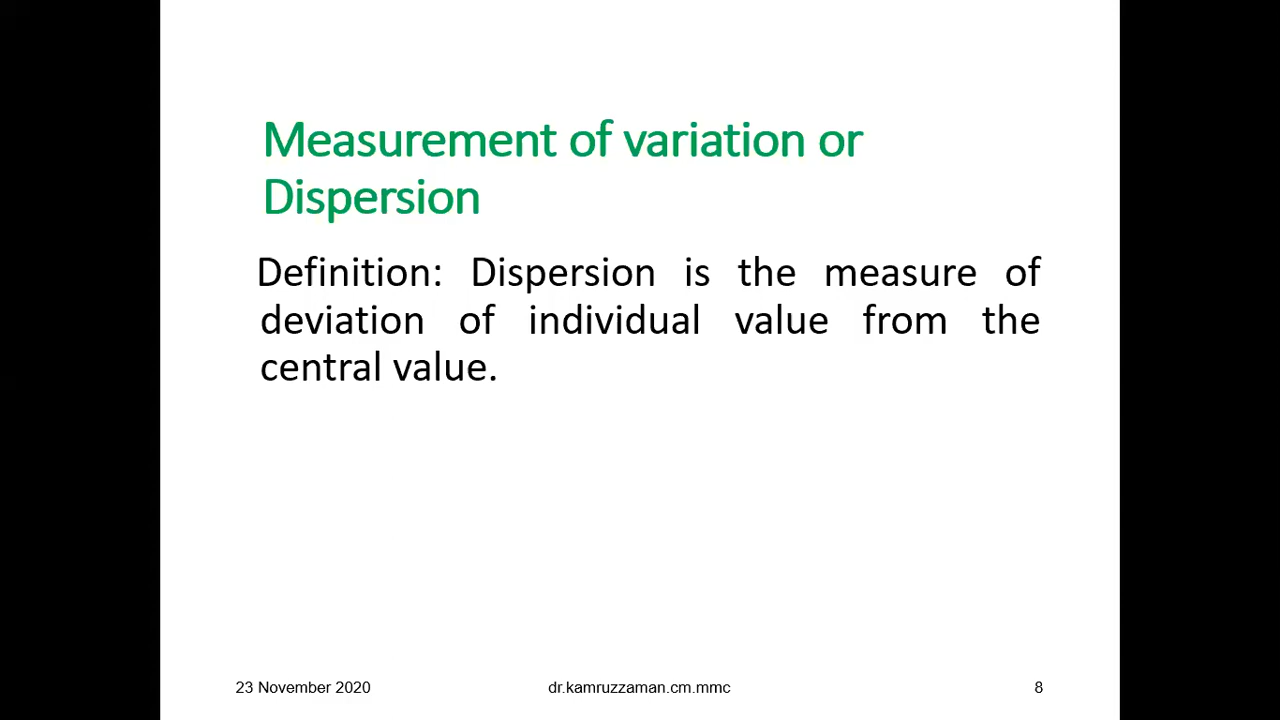 Measurement of variation or
Dispersion
Definition: Dispersion is the measure of
deviation of individual value from the
central value.
23 November 2020
dr.kamruzzaman.cm.mmc
8